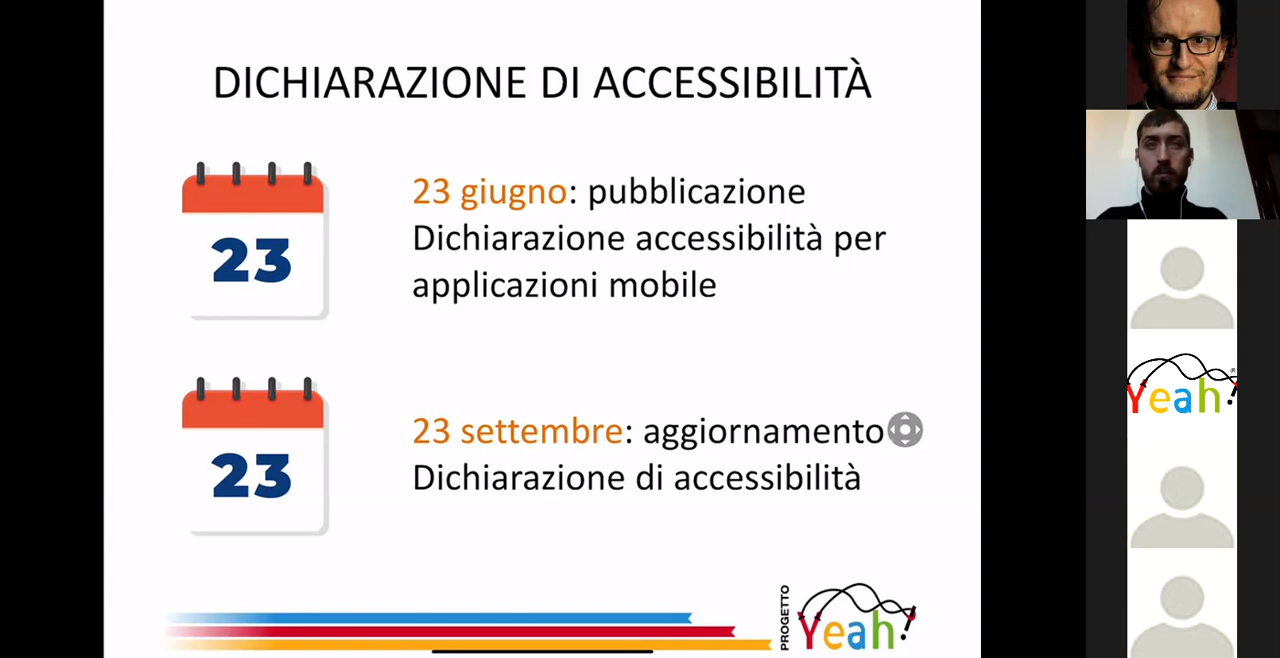 DICHIARAZIONE DI ACCESSIBILITÀ
23
23 giugno: pubblicazione
Dichiarazione accessibilità per
applicazioni mobile
23
23 settembre: aggiornamento
Dichiarazione di accessibilità
PROGETTO
Yeah!
Yeah!